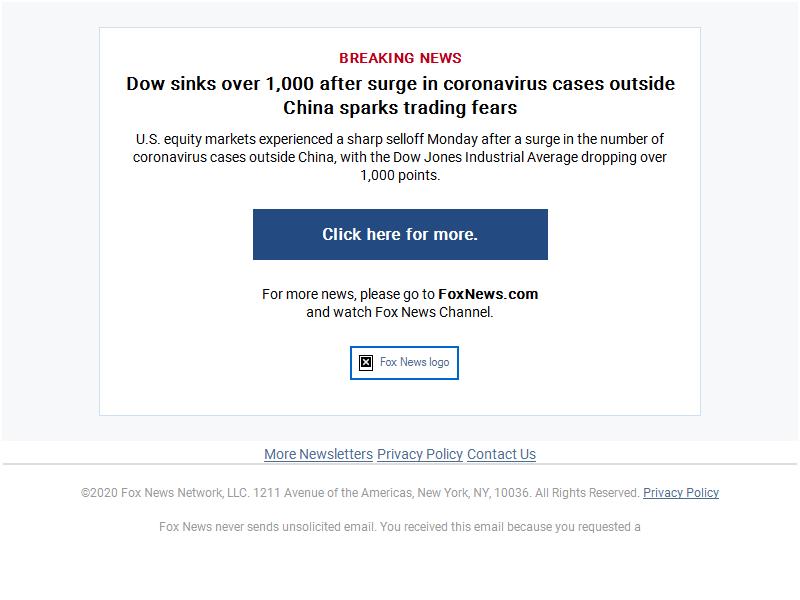 BREAKING NEWS
Dow sinks over 1,000 after surge in coronavirus cases outside
China sparks trading fears
U.S. equity markets experienced a sharp selloff Monday after a surge in the number of
coronavirus cases outside China, with the Dow Jones Industrial Average dropping over
1,000 points.
Click here for more.
For more news, please go to FoxNews.com
and watch Fox News Channel.
Fox News logo
More Newsletters Privacy Policy Contact Us
©2020 Fox News Network, LLC. 1211 Avenue of the Americas, New York, NY, 10036. All Rights Reserved. Privacy Policy
Fox News never sends unsolicited email. You received this email because you requested a